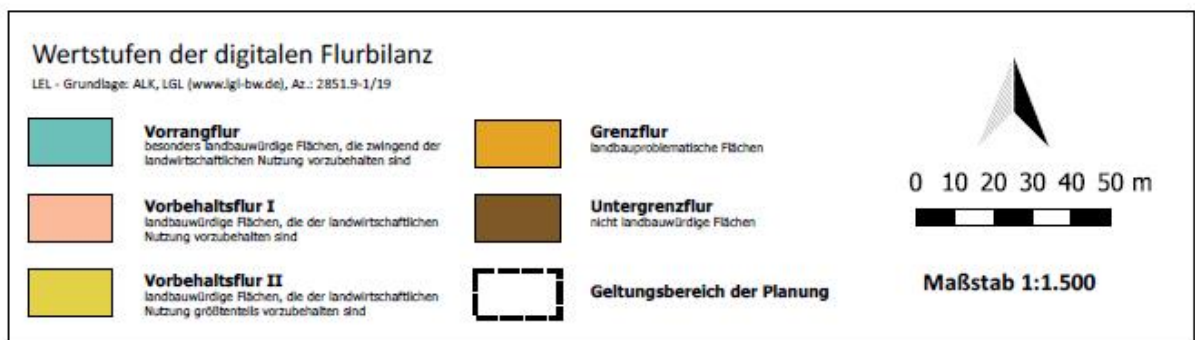 Wertstufen der digitalen Flurbilanz
LEL - Grundlage: ALK, LGL (www.lgl-bw.de), Az.: 2851.9-1/19
Vorrangflur
besonders landbauwürdige Flächen, die zwingend der
landwirtschaftlichen Nutzung vorzubehalten sind
Vorbehaltsflur I
landbauwürdige Flächen, die der landwirtschaftlichen
Nutzung vorzubehalten sind
Vorbehaltsflur II
landbauwürdige Flächen, die der landwirtschaftlichen
Nutzung größtenteils vorzubehalten sind
Grenzflur
landbauproblematische Flächen
Untergrenzflur
nicht landbauwürdige Flächen
Geltungsbereich der Planung
0 10 20 30 40 50 m
Maßstab 1:1.500